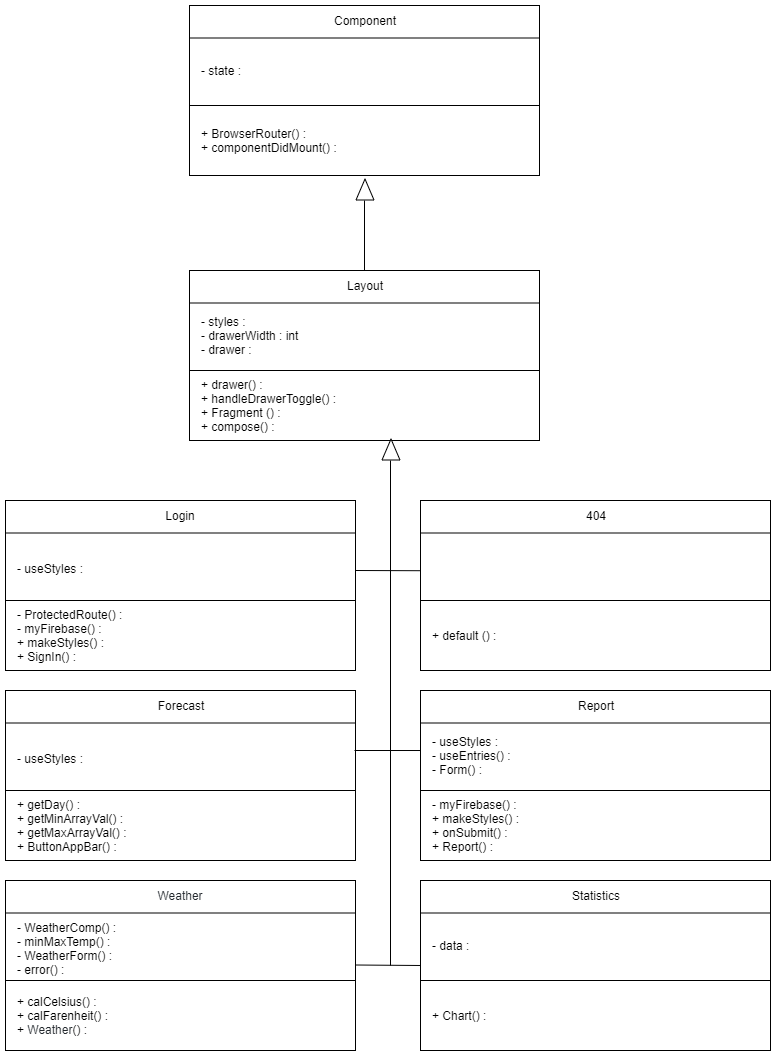 Component
- state :
+ BrowserRouter() :
+ componentDidMount() :
Layout
- styles :
- drawerWidth : int
- drawer :
+ drawer() :
+ handleDrawerToggle() :
+ Fragment () :
+ compose() :
Login
- useStyles :
- ProtectedRoute() :
- myFirebase() :
+ makeStyles() :
+ SignIn() :
404
+ default () :
Forecast
- useStyles :
+ getDay() :
+ getMinArrayVal() :
+ getMaxArrayVal() :
+ ButtonAppBar() :
Report
- useStyles :
- useEntries() :
- Form() :
- myFirebase() :
+ makeStyles() :
+ onSubmit() :
+ Report() :
Weather
- WeatherComp() :
- minMaxTemp() :
- WeatherForm() :
- error() :
+ calCelsius() :
+ calFarenheit() :
+ Weather() :
Statistics
- data :
+ Chart() :